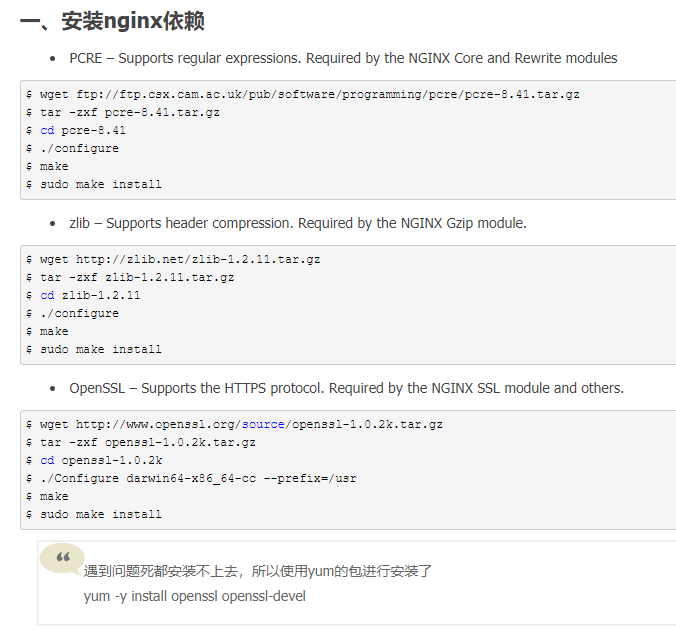 一、安装nginx依赖
• PCRE – Supports regular expressions. Required by the NGINX Core and Rewrite modules
$ wget ftp://ftp.csx.cam.ac.uk/pub/software/programming/pcre/pcre-8.41.tar.gz
$ tar -zxf pcre-8.41.tar.gz
$ cd pcre-8.41
$ ./configure
$ make
$ sudo make install
• zlib – Supports header compression. Required by the NGINX Gzip module.
$ wget http://zlib.net/zlib-1.2.11.tar.gz
$ tar -zxf zlib-1.2.11.tar.gz
$ cd zlib-1.2.11
$ ./configure
$ make
$ sudo make install
• OpenSSL – Supports the HTTPS protocol. Required by the NGINX SSL module and others.
$ wget http://www.openssl.org/source/openssl-1.0.2k.tar.gz
$ tar -zxf openssl-1.0.2k.tar.gz
$ cd openssl-1.0.2k
$ ./Configure darwin64-x86_64-cc --prefix=/usr
$ make
$ sudo make install
“
遇到问题死都安装不上去，所以使用yum的包进行安装了
yum -y install openssl openssl-devel